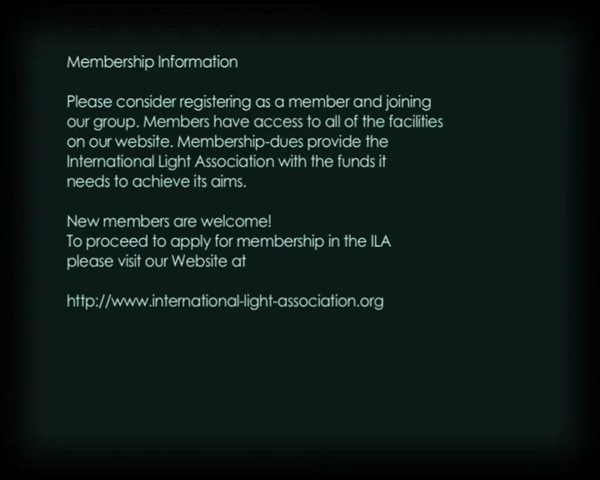 Membership Information
Please consider registering as a member and joining
our group. Members have access to all of the facilities
on our website. Membership-dues provide the
International Light Association with the funds it
needs to achieve its aims.
New members are welcome!
To proceed to apply for membership in the ILA
please visit our Website at
http://www.international-light-association.org